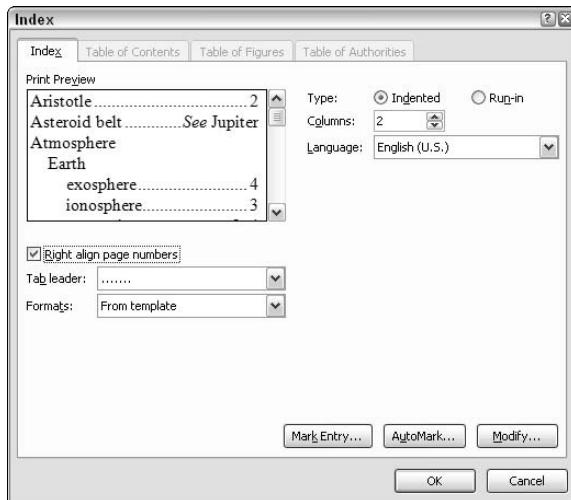 Index
Index Table of Contents Table of Figures Table of Authorities
Print Preview
Aristotle..........................2
Asteroid belt.............See Jupiter
Atmosphere
Earth
exosphere......................4
ionosphere.....................3
Type: Indented Run-in
Columns: 2
Language: English (U.S.)
Right align page numbers
Tab leader: .......
Formats: From template
Mark Entry... AutoMark... Modify...
OK Cancel